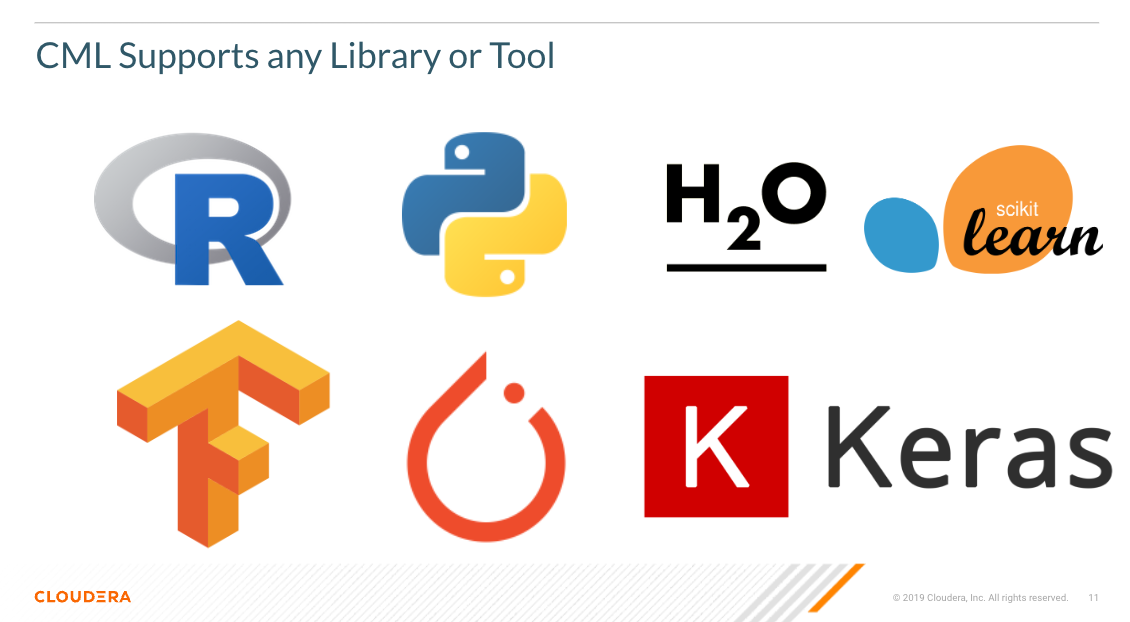 CML Supports any Library or Tool
R
H2O
scikit
learn
K Keras
CLOUDERA
© 2019 Cloudera, Inc. All rights reserved. 11